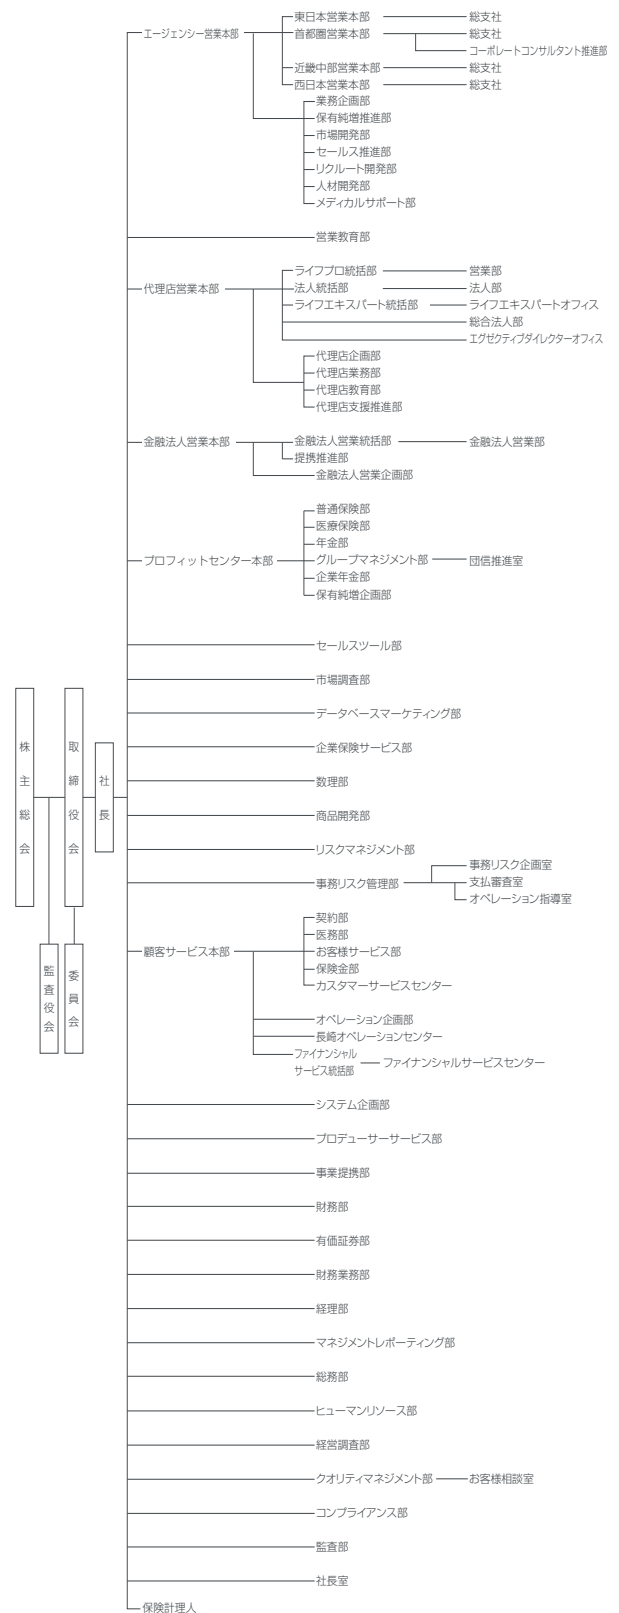 エージェンシー営業本部
東日本営業本部 総支社
首都圏営業本部 総支社
コーポレートコンサルタント推進部
近畿中部営業本部 総支社
西日本営業本部 総支社
業務企画部
保有純増推進部
市場開発部
セールス推進部
リクルート開発部
人材開発部
メディカルサポート部
営業教育部
代理店営業本部
ライフプロ統括部 営業部
法人統括部 法人部
ライフエキスパート統括部 ライフエキスパートオフィス
総合法人部
エグゼクティブダイレクターオフィス
代理店企画部
代理店業務部
代理店教育部
代理店支援推進部
金融法人営業本部 金融法人営業統括部 金融法人営業部
提携推進部
金融法人営業企画部
プロフィットセンター本部
普通保険部
医療保険部
年金部
グループマネジメント部 団信推進室
企業年金部
保有純増企画部
セールスツール部
市場調査部
データベースマーケティング部
企業保険サービス部
数理部
商品開発部
リスクマネジメント部
事務リスク管理部
事務リスク企画室
支払審査室
オペレーション指導室
株主総会
取締役会
社長
監査役会
委員会
顧客サービス本部
契約部
医務部
お客様サービス部
保険金部
カスタマーサービスセンター
オペレーション企画部
長崎オペレーションセンター
ファイナンシャル
サービス統括部
ファイナンシャルサービスセンター
システム企画部
プロデューサーサービス部
事業提携部
財務部
有価証券部
財務業務部
経理部
マネジメントレポーティング部
総務部
ヒューマンリソース部
経営調査部
クオリティマネジメント部 お客様相談室
コンプライアンス部
監査部
社長室
保険計理人